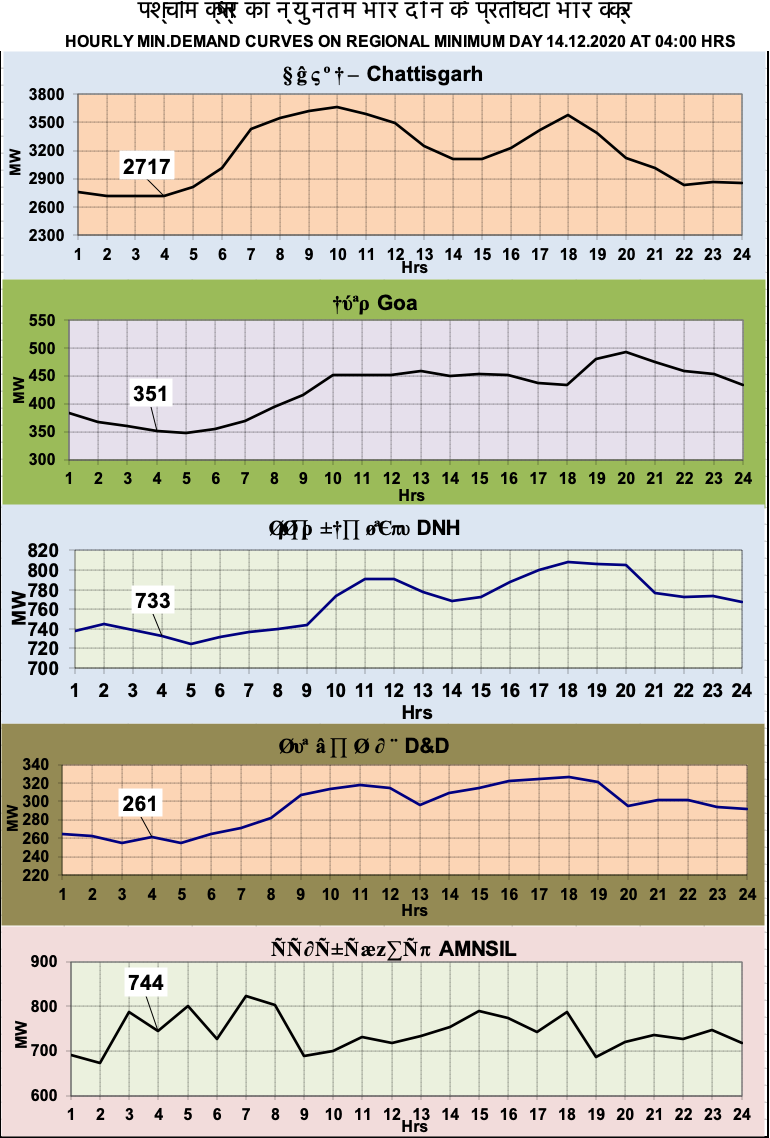 HOURLY MIN.DEMAND CURVES ON REGIONAL MINIMUM DAY 14.12.2020 AT 04:00 HRS
Chattisgarh
3800
3500
3200
2900
2600
2300
MW
2717
1 2 3 4 5 6 7 8 9 10 11 12 13 14 15 16 17 18 19 20 21 22 23 24
Hrs
Goa
550
500
450
400
350
300
MW
351
1 2 3 4 5 6 7 8 9 10 11 12 13 14 15 16 17 18 19 20 21 22 23 24
Hrs
DNH
820
800
780
760
740
720
700
MW
733
1 2 3 4 5 6 7 8 9 10 11 12 13 14 15 16 17 18 19 20 21 22 23 24
Hrs
D&D
340
320
300
280
260
240
220
MW
261
1 2 3 4 5 6 7 8 9 10 11 12 13 14 15 16 17 18 19 20 21 22 23 24
Hrs
AMNSIL
900
800
700
600
MW
744
1 2 3 4 5 6 7 8 9 10 11 12 13 14 15 16 17 18 19 20 21 22 23 24
Hrs